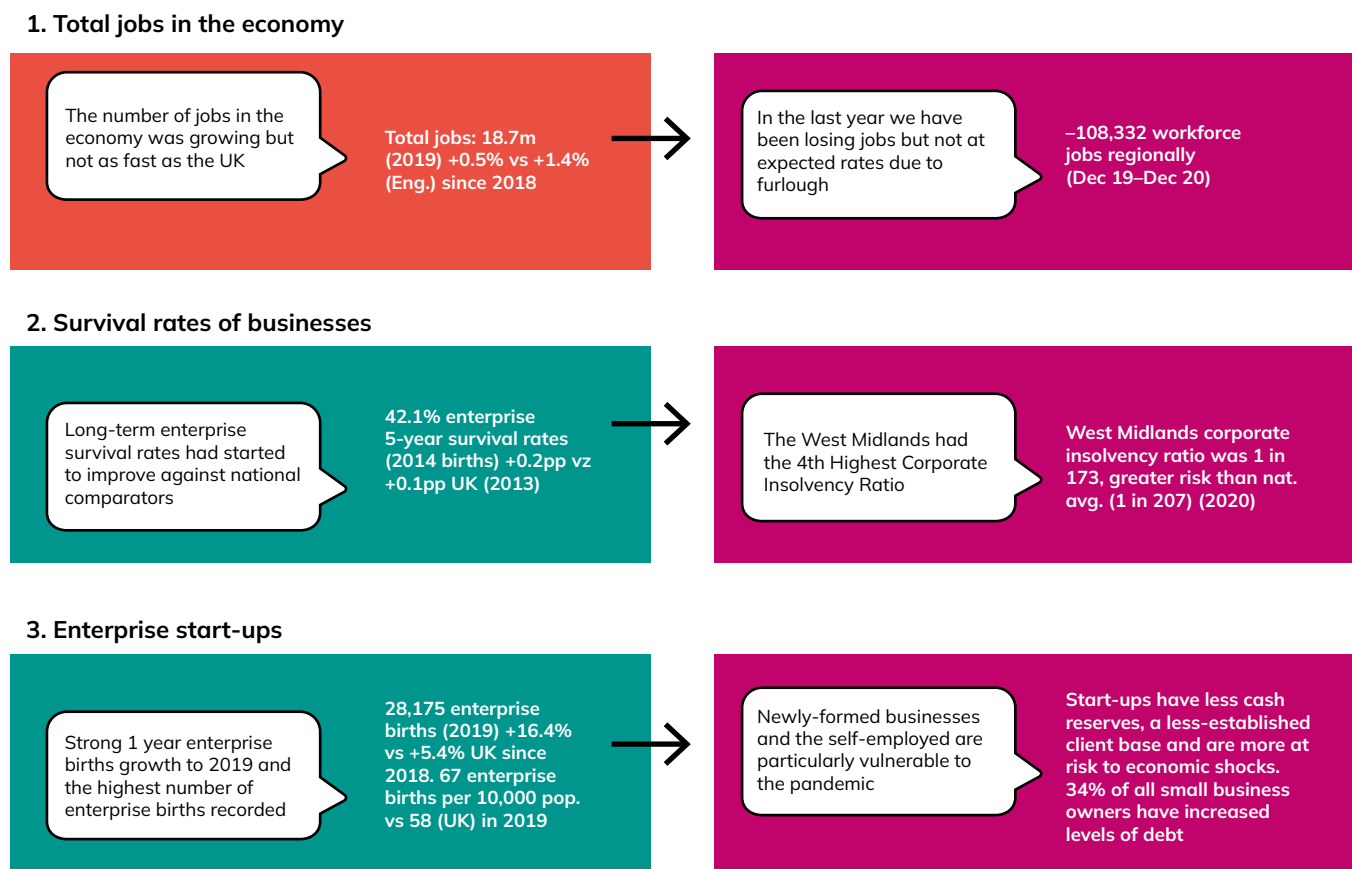 1. Total jobs in the economy
The number of jobs in the
economy was growing but
not as fast as the UK
Total jobs: 18.7m
(2019) +0.5% vs +1.4%
(Eng.) since 2018
In the last year we have
been losing jobs but not at
expected rates due to
furlough
–108,332 workforce
jobs regionally
(Dec 19–Dec 20)
2. Survival rates of businesses
Long-term enterprise
survival rates had started
to improve against national
comparators
42.1% enterprise
5-year survival rates
(2014 births) +0.2pp vz
+0.1pp UK (2013)
The West Midlands had
the 4th Highest Corporate
Insolvency Ratio
West Midlands corporate
insolvency ratio was 1 in
173, greater risk than nat.
avg. (1 in 207) (2020)
3. Enterprise start-ups
Strong 1 year enterprise
births growth to 2019 and
the highest number of
enterprise births recorded
28,175 enterprise
births (2019) +16.4%
vs +5.4% UK since
2018. 67 enterprise
births per 10,000 pop.
vs 58 (UK) in 2019
Newly-formed businesses
and the self-employed are
particularly vulnerable to
the pandemic
Start-ups have less cash
reserves, a less-established
client base and are more at
risk to economic shocks.
34% of all small business
owners have increased
levels of debt